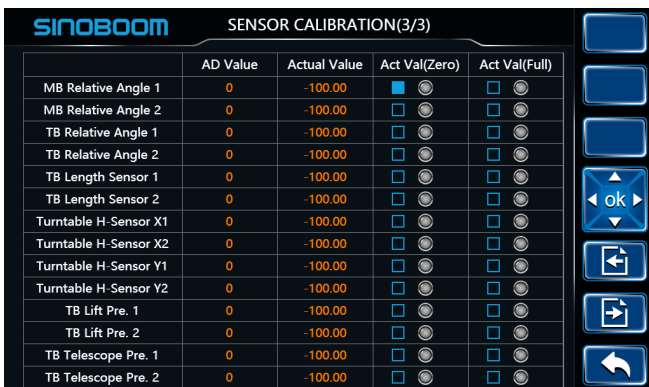 SINOBOOM SENSOR CALIBRATION(3/3)
AD Value Actual Value Act Val(Zero) Act Val(Full)
MB Relative Angle 1 0 -100.00
MB Relative Angle 2 0 -100.00
TB Relative Angle 1 0 -100.00
TB Relative Angle 2 0 -100.00
TB Length Sensor 1 0 -100.00
TB Length Sensor 2 0 -100.00
Turntable H-Sensor X1 0 -100.00
Turntable H-Sensor X2 0 -100.00
Turntable H-Sensor Y1 0 -100.00
Turntable H-Sensor Y2 0 -100.00
TB Lift Pre. 1 0 -100.00
TB Lift Pre. 2 0 -100.00
TB Telescope Pre. 1 0 -100.00
TB Telescope Pre. 2 0 -100.00
ok